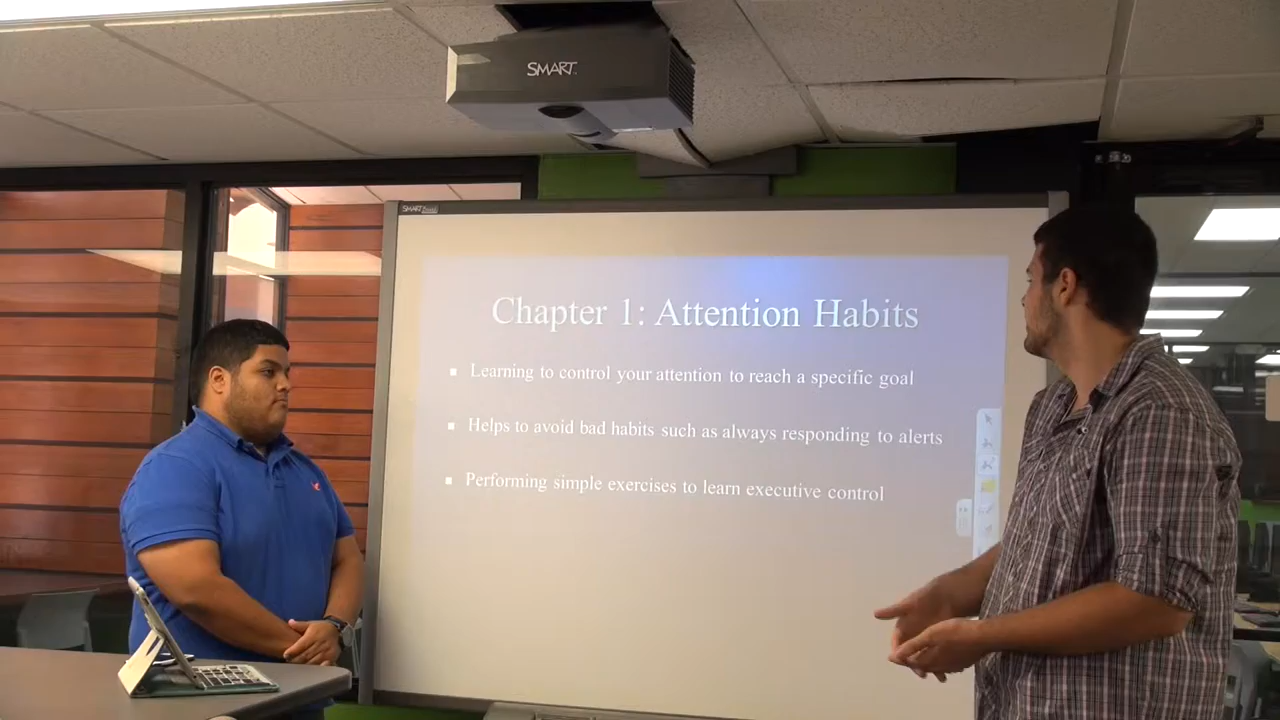 SMART
SMART
Chapter 1: Attention Habits
Learning to control your attention to reach a specific goal
Helps to avoid bad habits such as always responding to alerts
Performing simple exercises to learn executive control